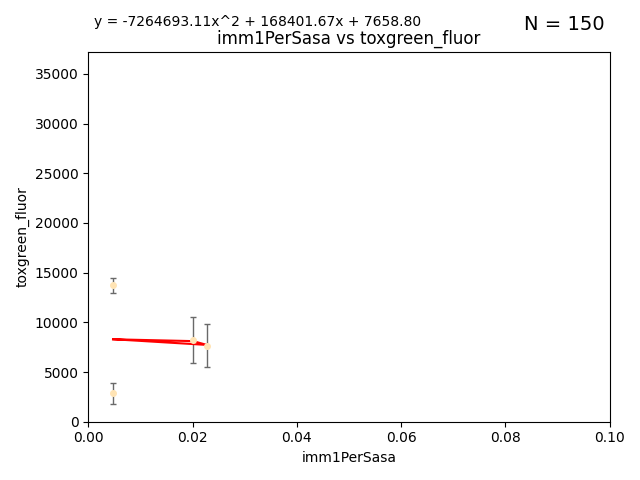 y = -7264693.11x^2 + 168401.67x + 7658.80
N = 150
imm1PerSasa vs toxgreen_fluor
35000
30000
25000
20000
15000
10000
5000
0
toxgreen_fluor
0.00 0.02 0.04 0.06 0.08 0.10
imm1PerSasa